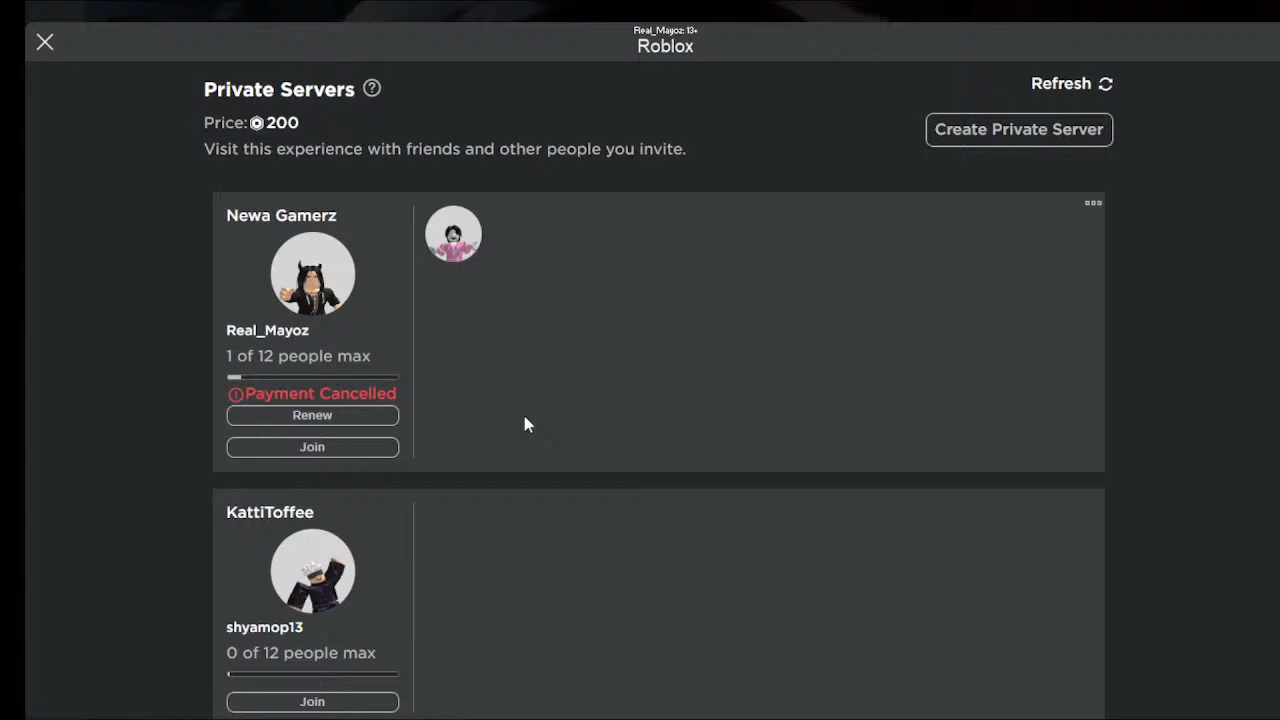 Real_Mayoz: 13+
Roblox
Private Servers
Refresh
Price: 200
Create Private Server
Visit this experience with friends and other people you invite.
Newa Gamerz
Real_Mayoz
1 of 12 people max
Payment Cancelled
Renew
Join
KattiToffee
shyamop13
0 of 12 people max
Join